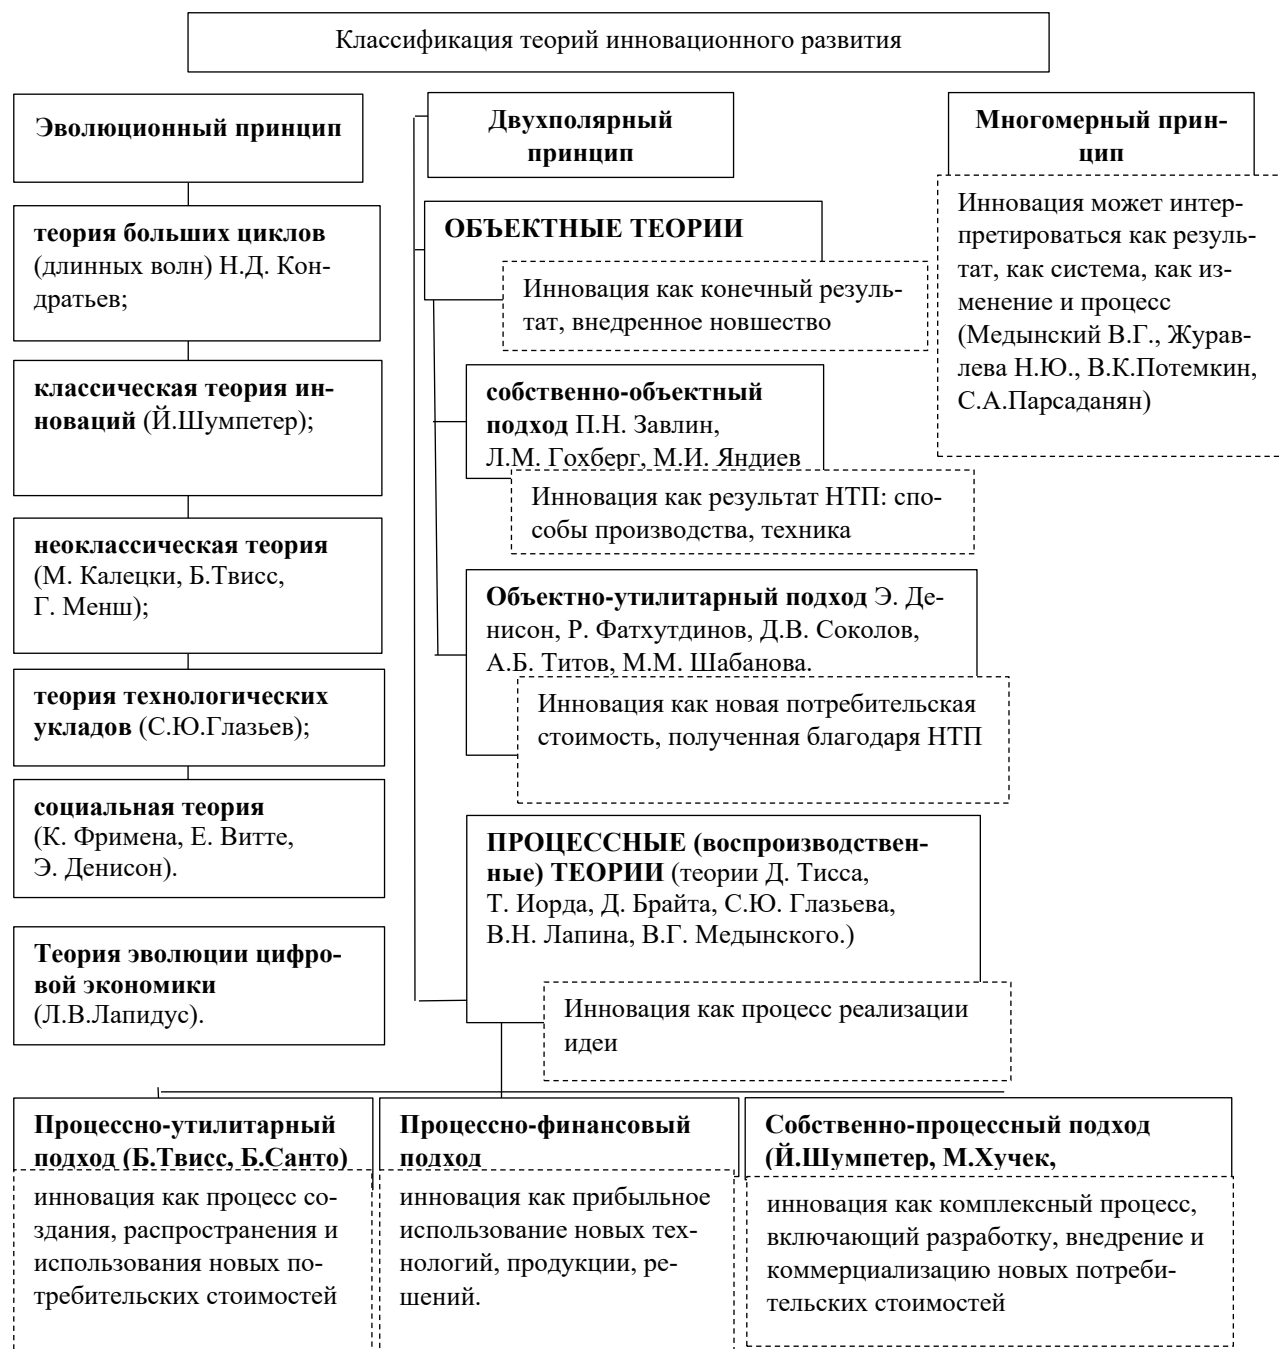 Классификация теорий инновационного развития
Эволюционный принцип
теория больших циклов
(длинных волн) Н.Д. Кон-
дратьев;
классическая теория ин-
новаций (Й.Шумпетер);
неоклассическая теория
(М. Калецки, Б.Твисс,
Г. Менш);
теория технологических
укладов (С.Ю.Глазьев);
социальная теория
(К. Фримена, Е. Витте,
Э. Денисон).
Теория эволюции цифро-
вой экономики
(Л.В.Лапидус).
Двухполярный
принцип
ОБЪЕКТНЫЕ ТЕОРИИ
Инновация как конечный резуль-
тат, внедренное новшество
собственно-объектный
подход П.Н. Завлин,
Л.М. Гохберг, М.И. Яндиев
Инновация как результат НТП: спо-
собы производства, техника
Объектно-утилитарный подход Э. Де-
нисон, Р. Фатхутдинов, Д.В. Соколов,
А.Б. Титов, М.М. Шабанова.
Инновация как новая потребительская
стоимость, полученная благодаря НТП
ПРОЦЕССНЫЕ (воспроизводствен-
ные) ТЕОРИИ (теории Д. Тисса,
Т. Иорда, Д. Брайта, С.Ю. Глазьева,
В.Н. Лапина, В.Г. Медынского.)
Инновация как процесс реализации
идеи
Многомерный прин-
цип
Инновация может интер-
претироваться как резуль-
тат, как система, как из-
менение и процесс
(Медынский В.Г., Журав-
лева Н.Ю., В.К.Потемкин,
С.А.Парсаданян)
Процессно-утилитарный
подход (Б.Твисс, Б.Санто)
инновация как процесс со-
здания, распространения и
использования новых по-
требительских стоимостей
Процессно-финансовый
подход
инновация как прибыльное
использование новых тех-
нологий, продукции, ре-
шений.
Собственно-процессный подход
(Й.Шумпетер, М.Хучек,
инновация как комплексный процесс,
включающий разработку, внедрение и
коммерциализацию новых потреби-
тельских стоимостей